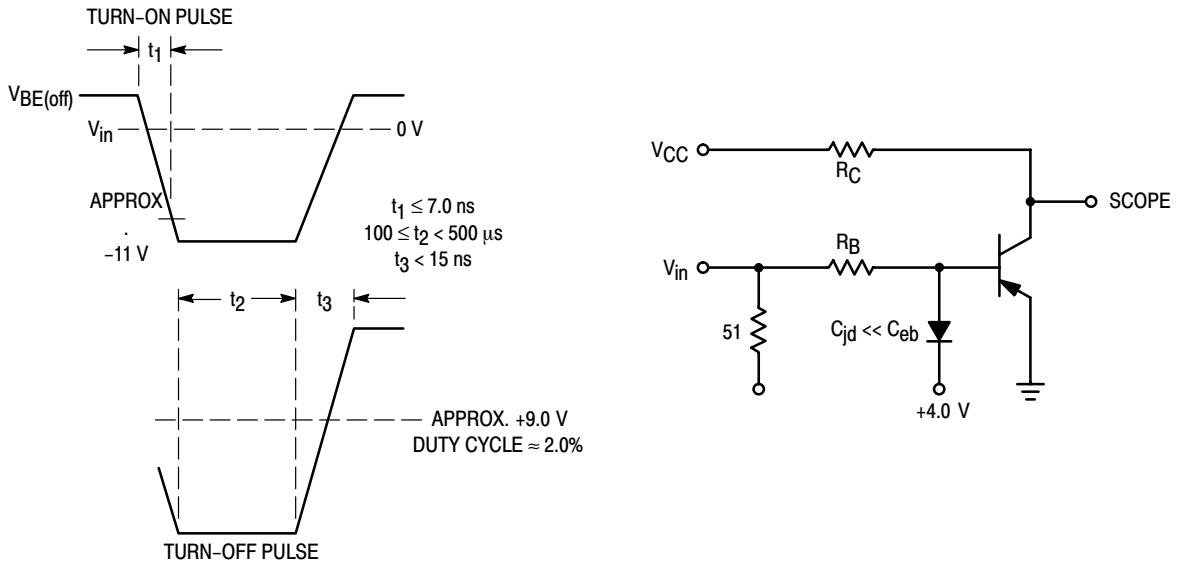 TURN–ON PULSE
t1
VBE(off)
Vin
0 V
APPROX
.
–11 V
t1 ≤ 7.0 ns
100 ≤ t2 < 500 µs
t3 < 15 ns
t2
t3
APPROX. +9.0 V
DUTY CYCLE ≈ 2.0%
TURN–OFF PULSE
VCC
RC
SCOPE
Vin
RB
51
Cjd << Ceb
+4.0 V